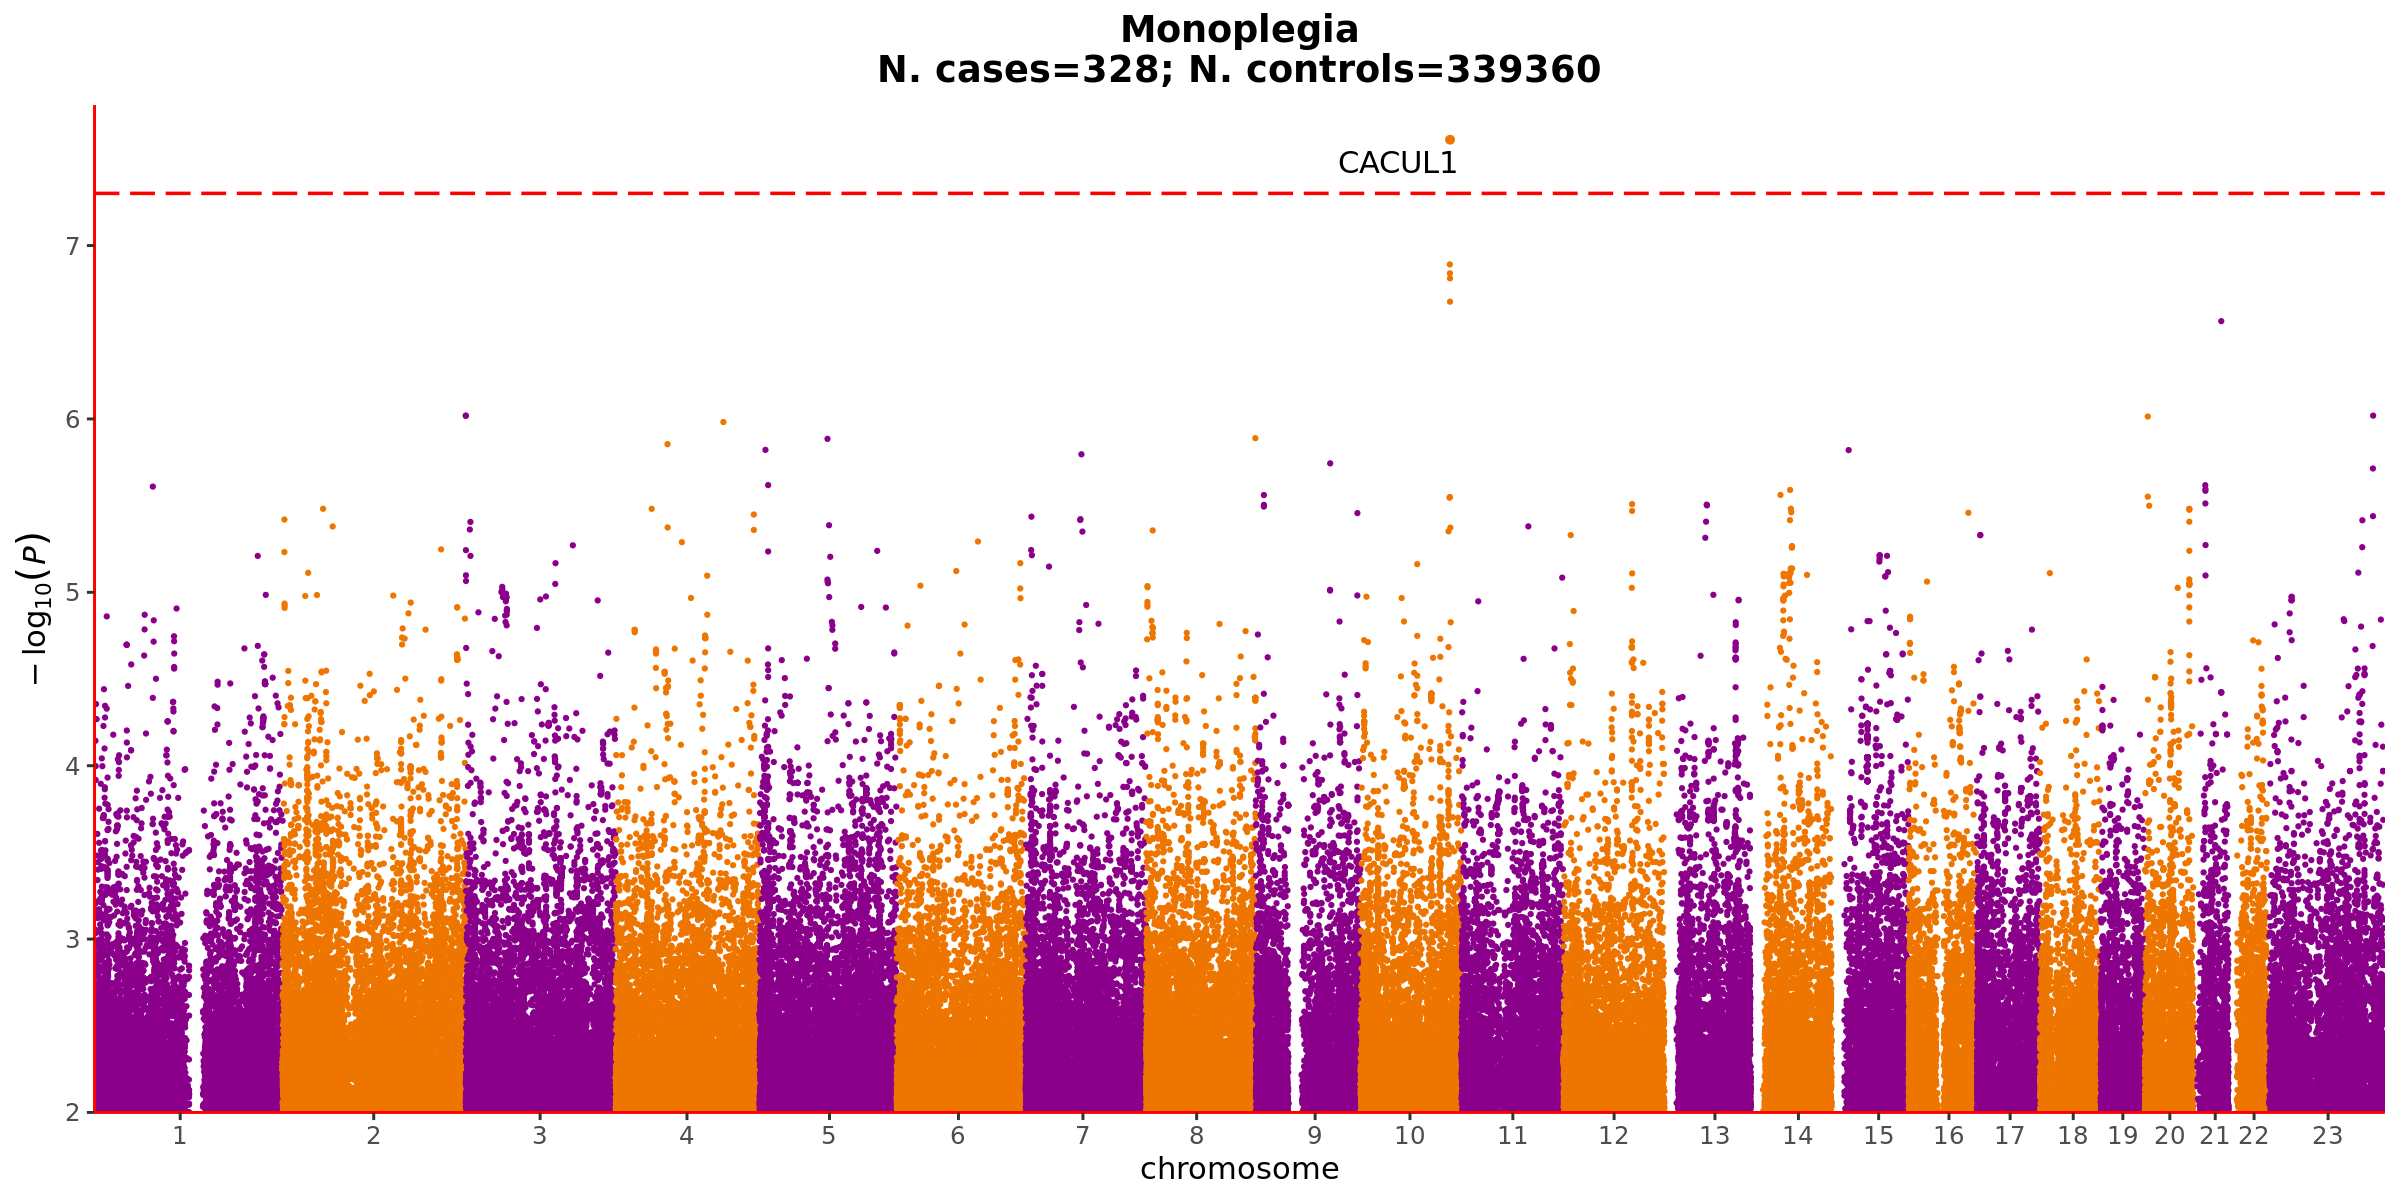 Monoplegia
N. cases=328; N. controls=339360
CACUL1
7
6
5
4
3
2
−log₁₀(P)
1 2 3 4 5 6 7 8 9 10 11 12 13 14 15 16 17 18 19 20 21 22 23
chromosome